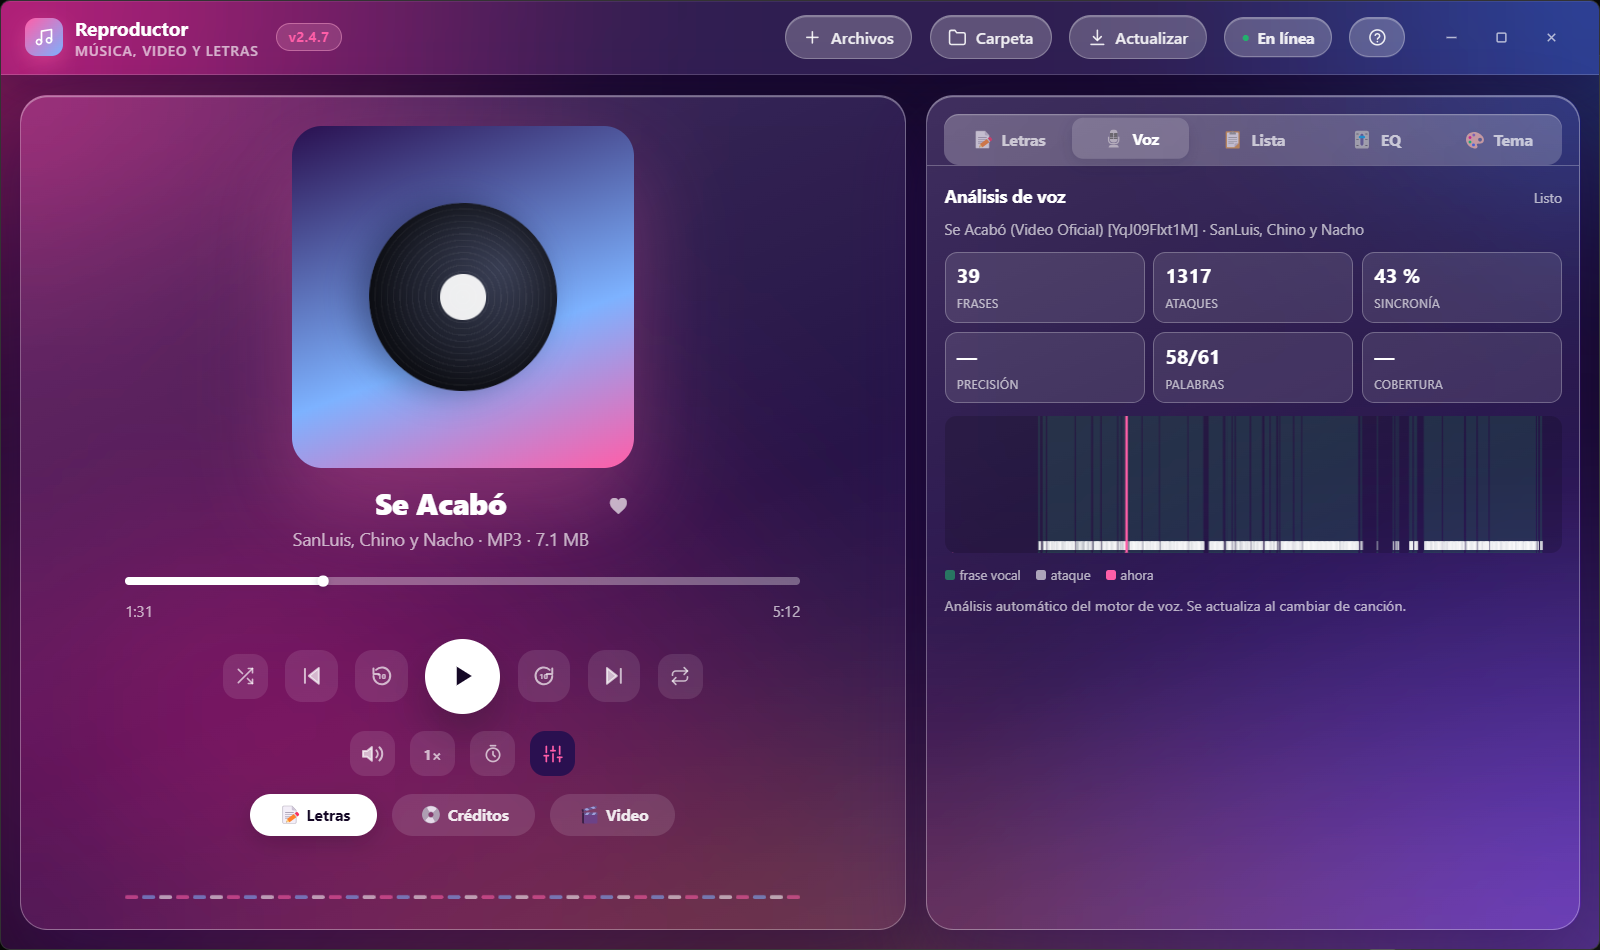 Reproductor
MÚSICA, VIDEO Y LETRAS
v2.4.7
Archivos
Carpeta
Actualizar
En línea
Se Acabó
SanLuis, Chino y Nacho · MP3 · 7.1 MB
1:31
5:12
10
10
1×
Letras
Créditos
Video
Letras
Voz
Lista
EQ
Tema
Análisis de voz
Listo
Se Acabó (Video Oficial) [YqJ09Flxt1M] · SanLuis, Chino y Nacho
39
FRASES
1317
ATAQUES
43 %
SINCRONÍA
—
PRECISIÓN
58/61
PALABRAS
—
COBERTURA
frase vocal
ataque
ahora
Análisis automático del motor de voz. Se actualiza al cambiar de canción.